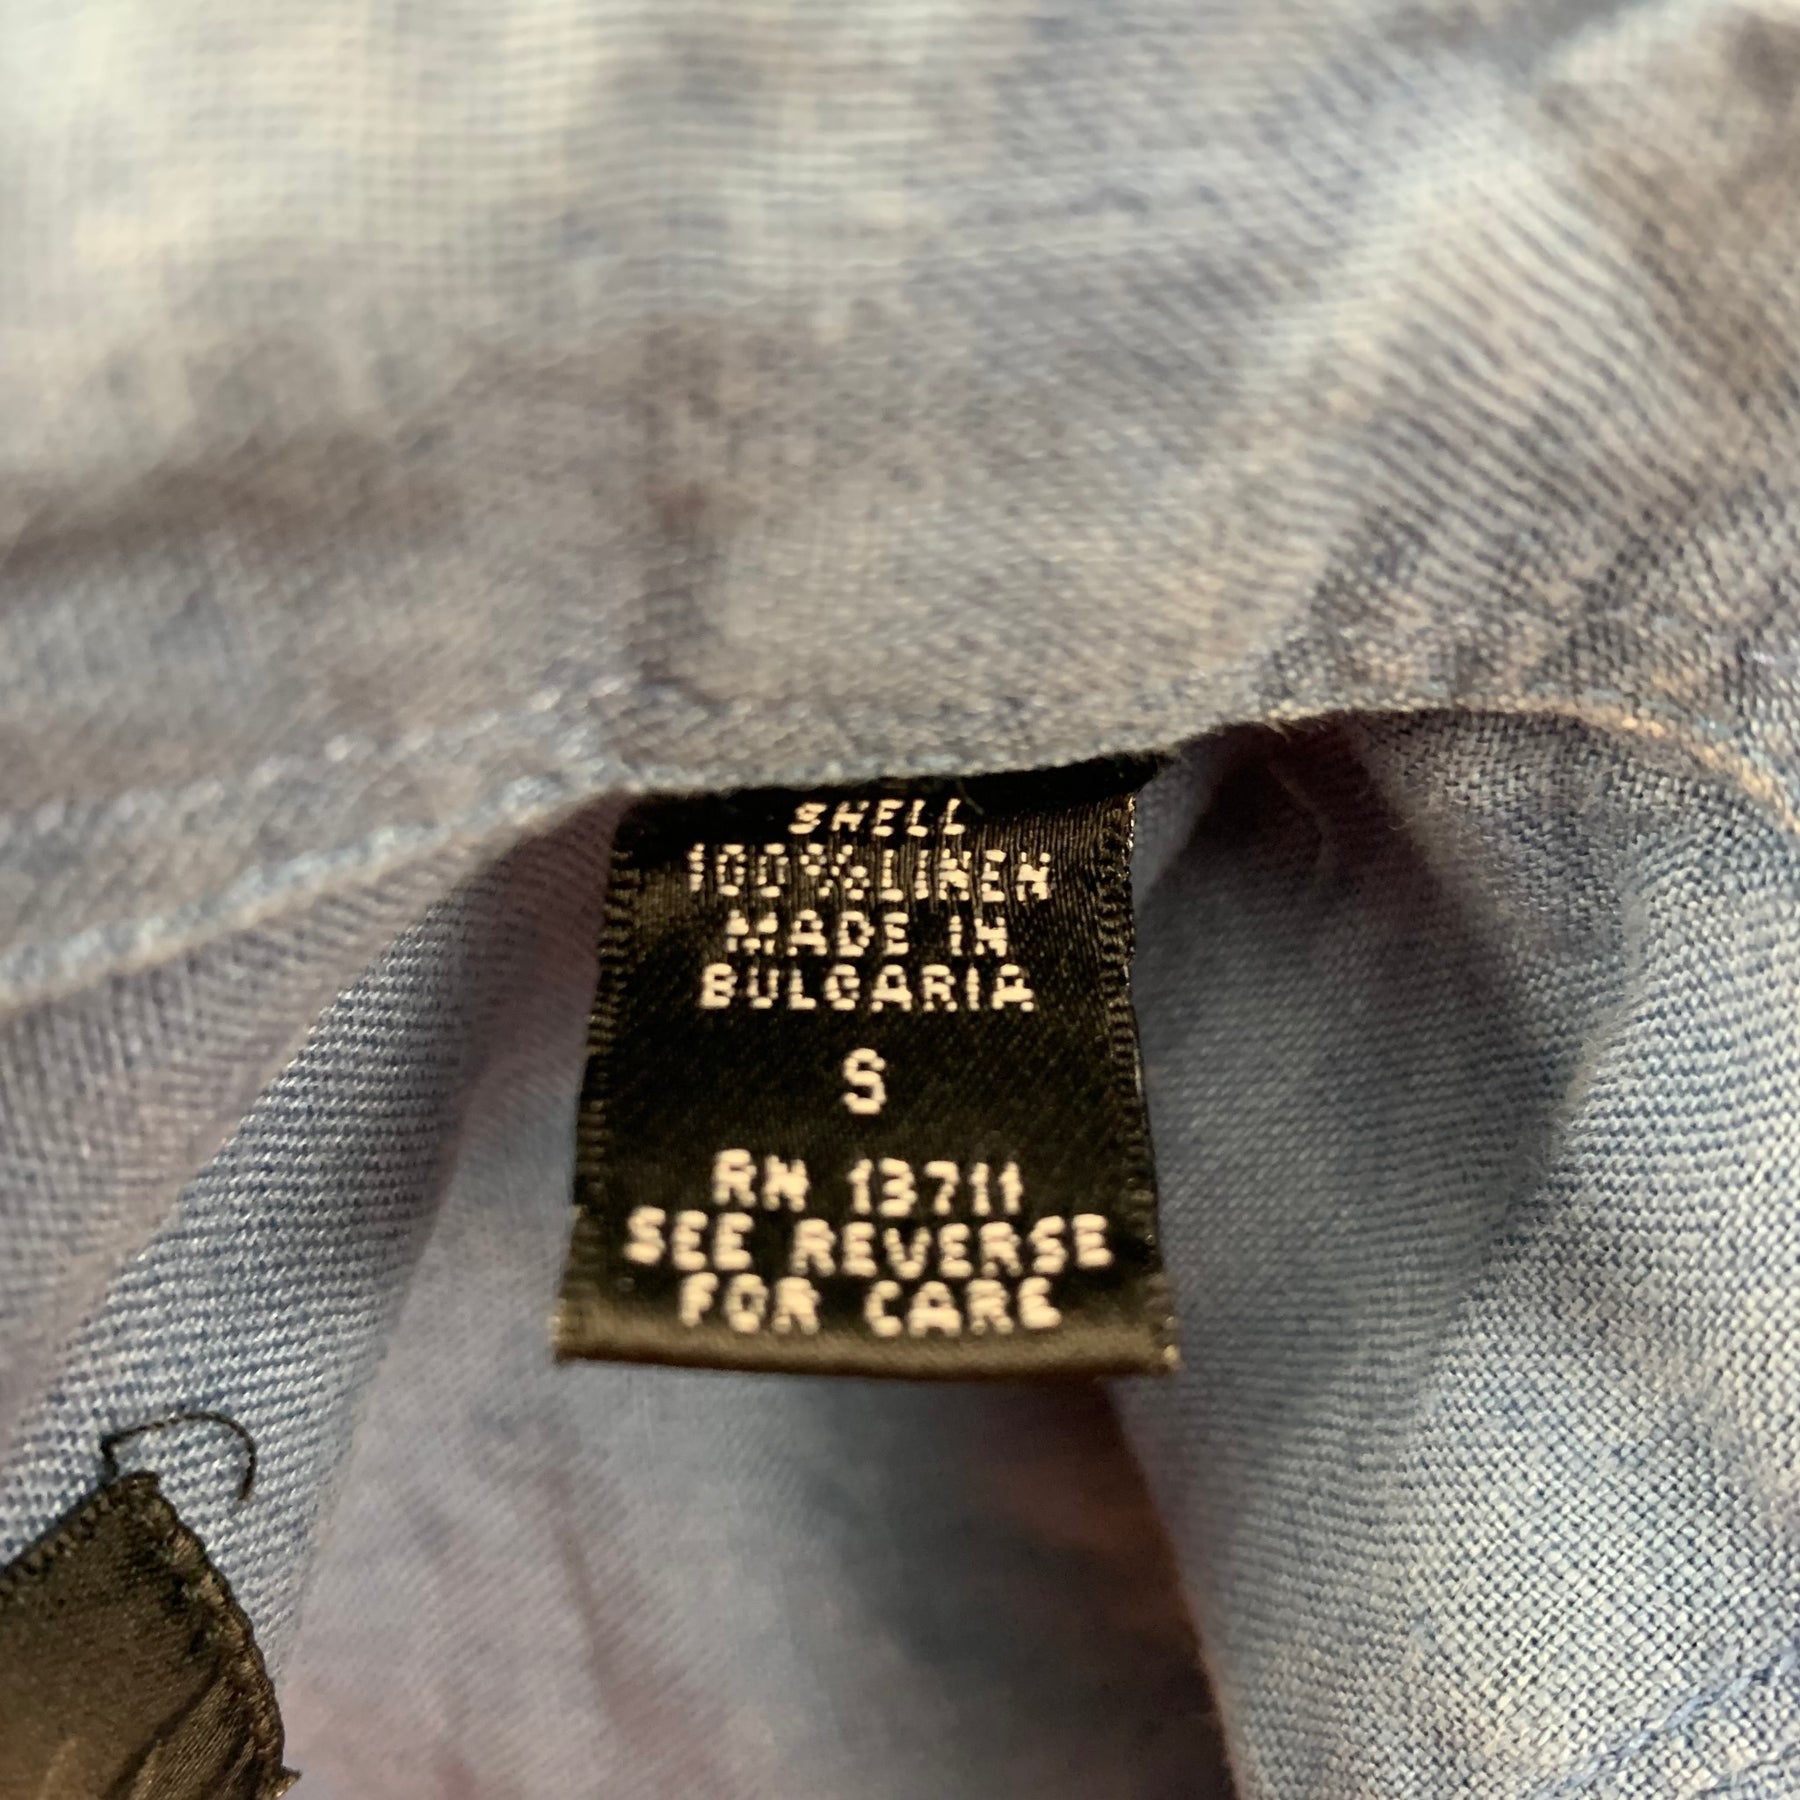 SHELL
100% LINEN
MADE IN
BULGARIA
S
RN 13711
SEE REVERSE
FOR CARE